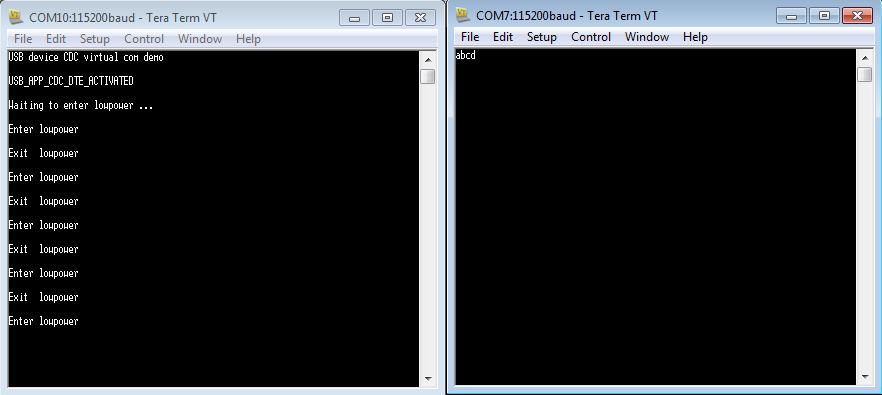 COM10:115200baud - Tera Term VT
File Edit Setup Control Window Help
USB device CDC virtual com demo
USB_APP_CDC_DTE_ACTIVATED
Waiting to enter lowpower ...
Enter lowpower
Exit  lowpower
Enter lowpower
Exit  lowpower
Enter lowpower
Exit  lowpower
Enter lowpower
Exit  lowpower
Enter lowpower
COM7:115200baud - Tera Term VT
File Edit Setup Control Window Help
abcd